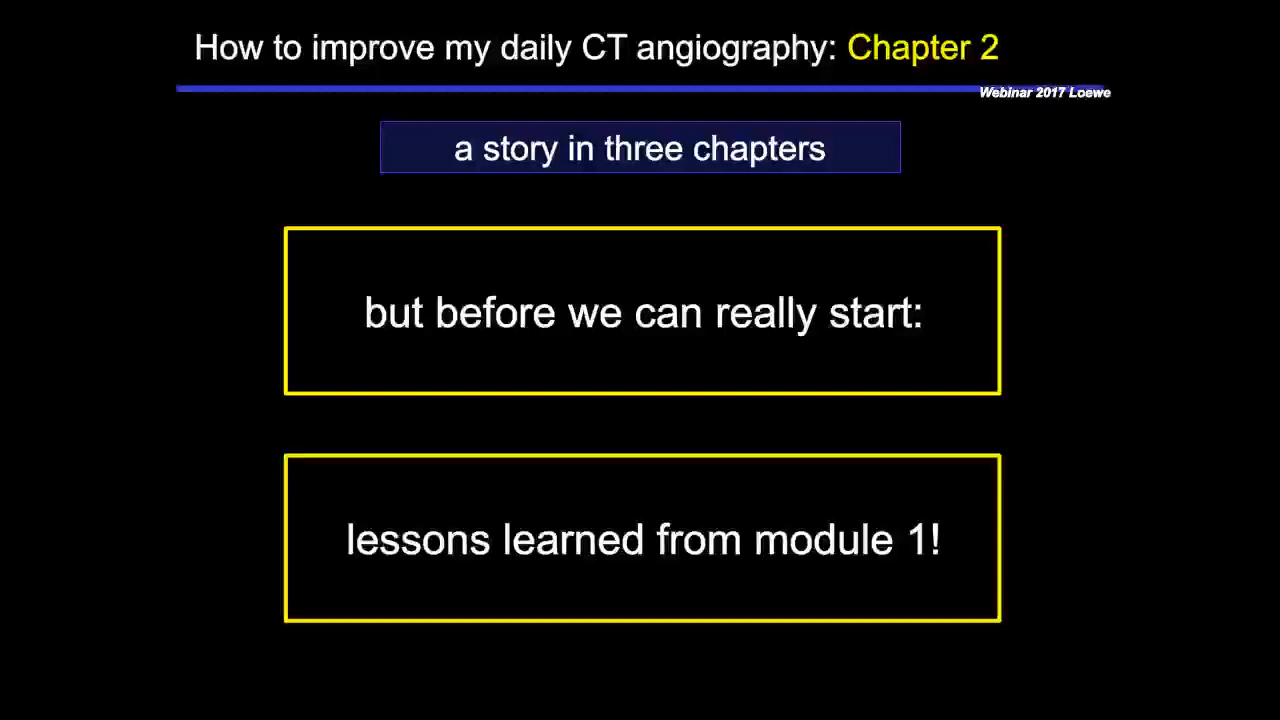 How to improve my daily CT angiography: Chapter 2
Webinar 2017 Loewe
a story in three chapters
but before we can really start:
lessons learned from module 1!